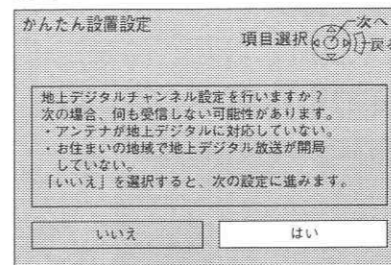 かんたん設置設定
項目選択
次へ
戻る
地上デジタルチャンネル設定を行いますか？
次の場合、何も受信しない可能性があります。
・アンテナが地上デジタルに対応していない。
・お住まいの地域で地上デジタル放送が開局
していない。
「いいえ」を選択すると、次の設定に進みます。
いいえ
はい